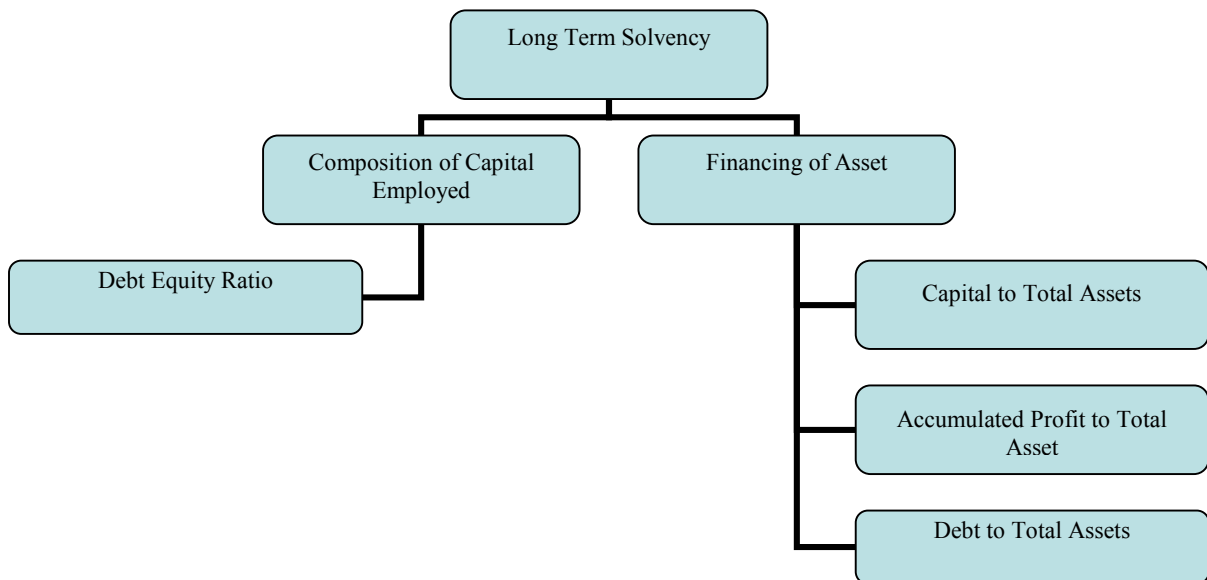 Long Term Solvency
Composition of Capital
Employed
Financing of Asset
Debt Equity Ratio
Capital to Total Assets
Accumulated Profit to Total
Asset
Debt to Total Assets